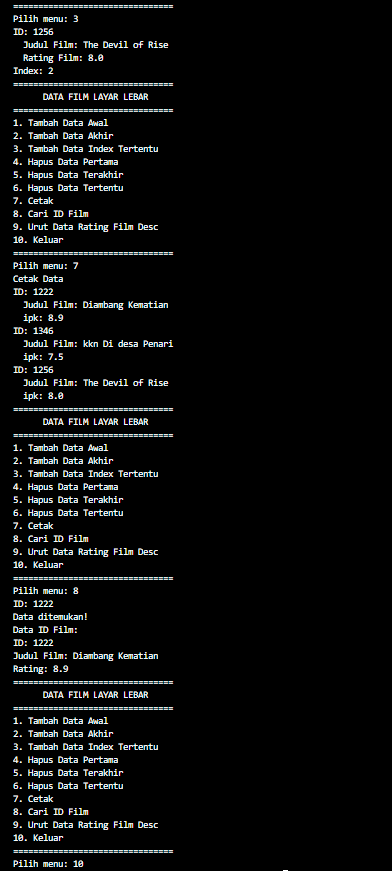 ================================
Pilih menu: 3
ID: 1256
  Judul Film: The Devil of Rise
  Rating Film: 8.0
Index: 2
================================
      DATA FILM LAYAR LEBAR
================================
1. Tambah Data Awal
2. Tambah Data Akhir
3. Tambah Data Index Tertentu
4. Hapus Data Pertama
5. Hapus Data Terakhir
6. Hapus Data Tertentu
7. Cetak
8. Cari ID Film
9. Urut Data Rating Film Desc
10. Keluar
================================
Pilih menu: 7
Cetak Data
ID: 1222
  Judul Film: Diambang Kematian
  ipk: 8.9
ID: 1346
  Judul Film: kkn Di desa Penari
  ipk: 7.5
ID: 1256
  Judul Film: The Devil of Rise
  ipk: 8.0
================================
      DATA FILM LAYAR LEBAR
================================
1. Tambah Data Awal
2. Tambah Data Akhir
3. Tambah Data Index Tertentu
4. Hapus Data Pertama
5. Hapus Data Terakhir
6. Hapus Data Tertentu
7. Cetak
8. Cari ID Film
9. Urut Data Rating Film Desc
10. Keluar
================================
Pilih menu: 8
ID: 1222
Data ditemukan!
Data ID Film:
ID: 1222
Judul Film: Diambang Kematian
Rating: 8.9
================================
      DATA FILM LAYAR LEBAR
================================
1. Tambah Data Awal
2. Tambah Data Akhir
3. Tambah Data Index Tertentu
4. Hapus Data Pertama
5. Hapus Data Terakhir
6. Hapus Data Tertentu
7. Cetak
8. Cari ID Film
9. Urut Data Rating Film Desc
10. Keluar
================================
Pilih menu: 10